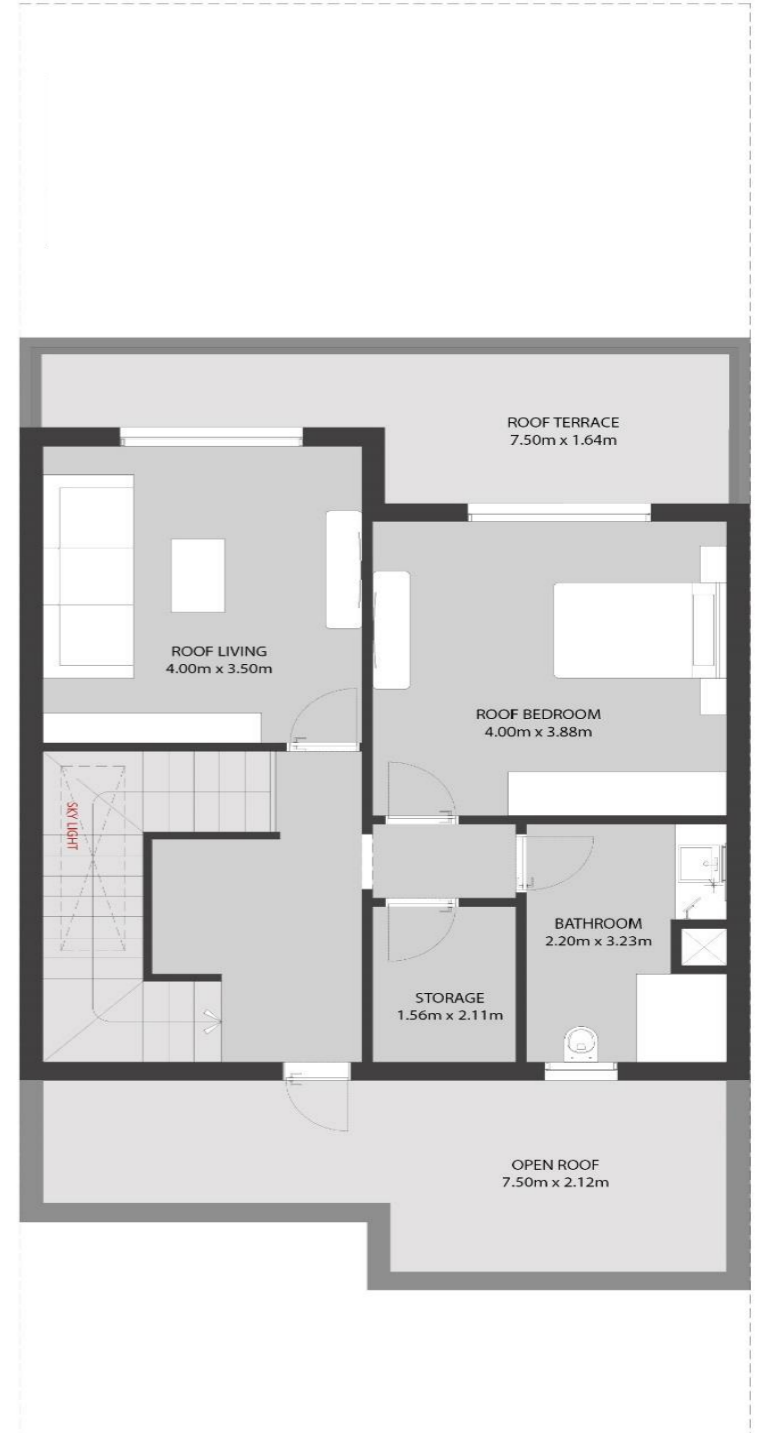 ROOF TERRACE
7.50m x 1.64m
ROOF LIVING
4.00m x 3.50m
ROOF BEDROOM
4.00m x 3.88m
SKY LIGHT
BATHROOM
2.20m x 3.23m
STORAGE
1.56m x 2.11m
OPEN ROOF
7.50m x 2.12m